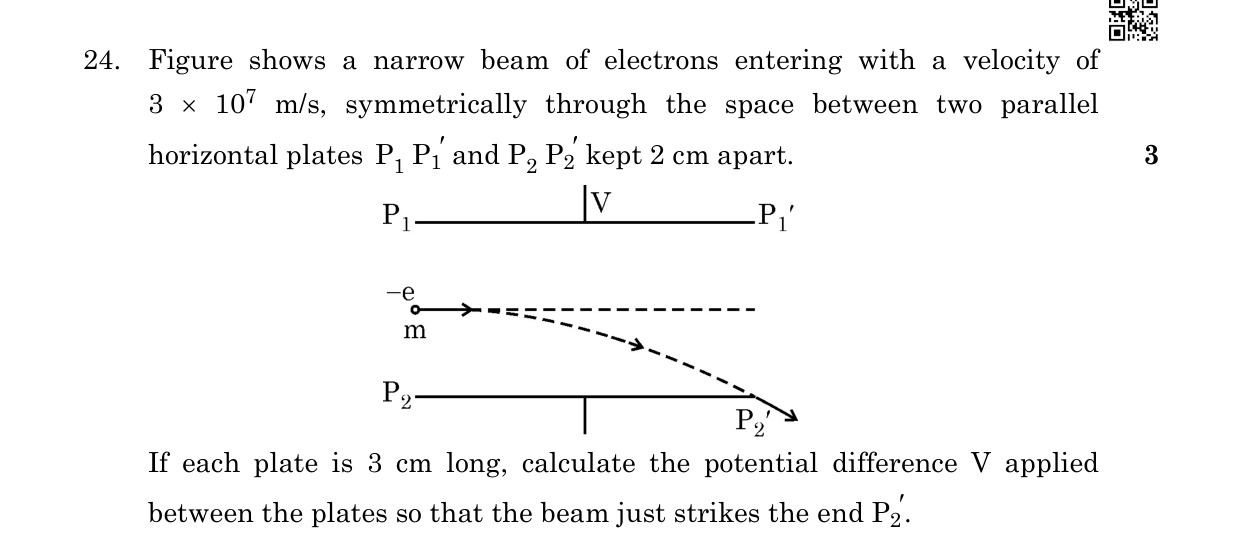 24. Figure shows a narrow beam of electrons entering with a velocity of
3 × 10⁷ m/s, symmetrically through the space between two parallel
horizontal plates P₁ P₁′ and P₂ P₂′ kept 2 cm apart. 3
V
P₁ P₁′
–e
m
P₂
P₂′
If each plate is 3 cm long, calculate the potential difference V applied
between the plates so that the beam just strikes the end P₂′.